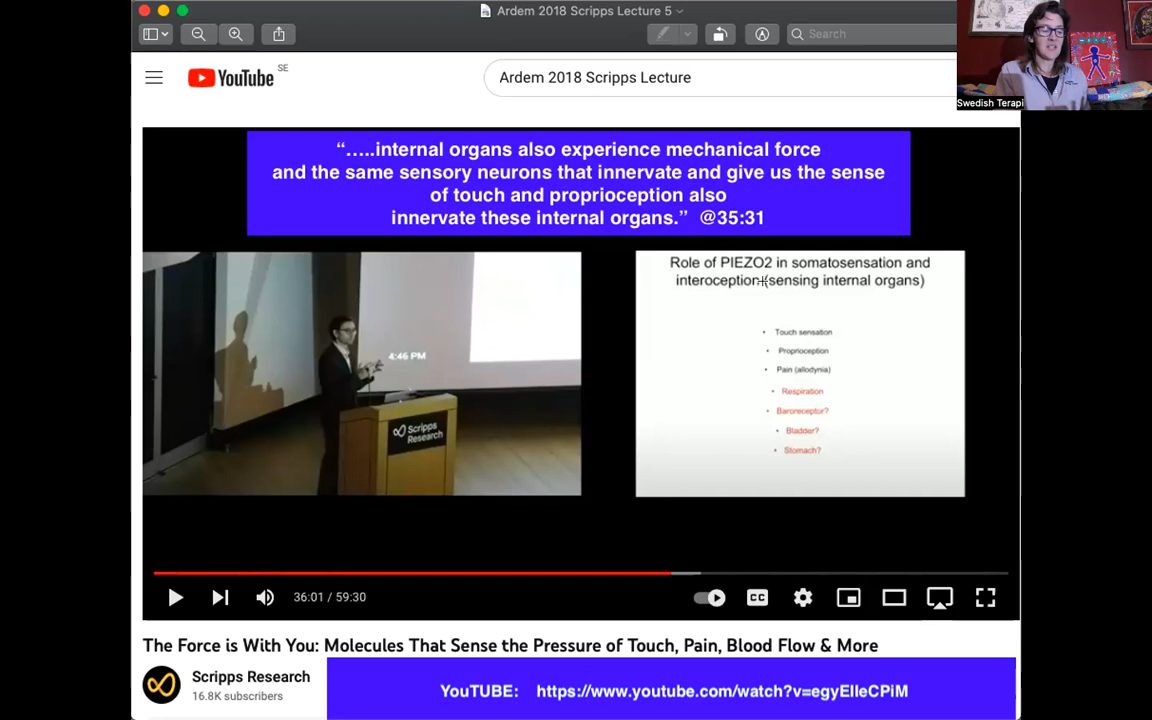 Ardem 2018 Scripps Lecture 5
Search
Swedish Terapi
YouTube SE
Ardem 2018 Scripps Lecture
“…..internal organs also experience mechanical force
and the same sensory neurons that innervate and give us the sense
of touch and proprioception also
innervate these internal organs.” @35:31
4:46 PM
Scripps
Research
Role of PIEZO2 in somatosensation and
interoception (sensing internal organs)
• Touch sensation
• Proprioception
• Pain (allodynia)
• Respiration
• Baroreceptor?
• Bladder?
• Stomach?
36:01 / 59:30
CC
The Force is With You: Molecules That Sense the Pressure of Touch, Pain, Blood Flow & More
Scripps Research
16.8K subscribers
YouTUBE: https://www.youtube.com/watch?v=egyEIleCPiM